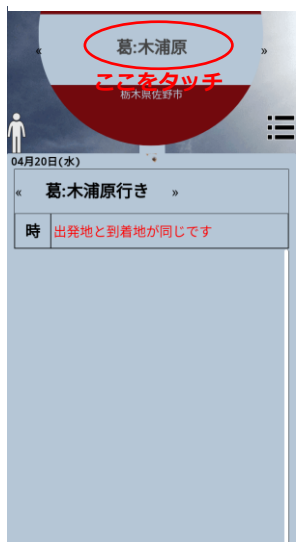 « 葛:木浦原 »
ここをタッチ
栃木県佐野市
04月20日(水)
« 葛:木浦原行き »
時 出発地と到着地が同じです